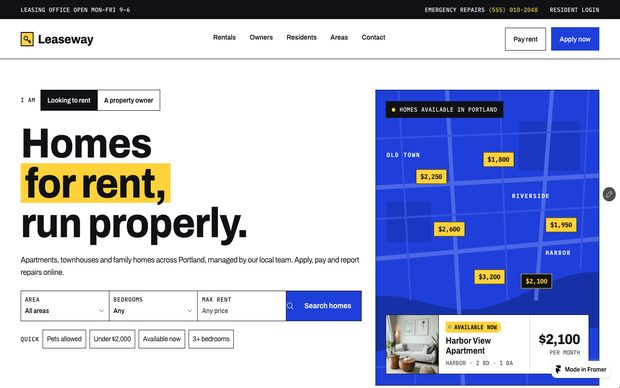 LEASING OFFICE OPEN MON–FRI 9–6
EMERGENCY REPAIRS (555) 010-2048 RESIDENT LOGIN
Leaseway
Rentals Owners Residents Areas Contact
Pay rent
Apply now
I AM
Looking to rent
A property owner
Homes
for rent,
run properly.
Apartments, townhouses and family homes across Portland, managed by our local team. Apply, pay and report
repairs online.
AREA
All areas
BEDROOMS
Any
MAX RENT
Any price
Search homes
QUICK
Pets allowed
Under $2,000
Available now
3+ bedrooms
HOMES AVAILABLE IN PORTLAND
OLD TOWN
$1,800
$2,250
RIVERSIDE
$2,600
$1,950
HARBOR
$3,200
$2,100
AVAILABLE NOW
Harbor View
Apartment
HARBOR · 2 BD · 1 BA
$2,100
PER MONTH
Made in Framer